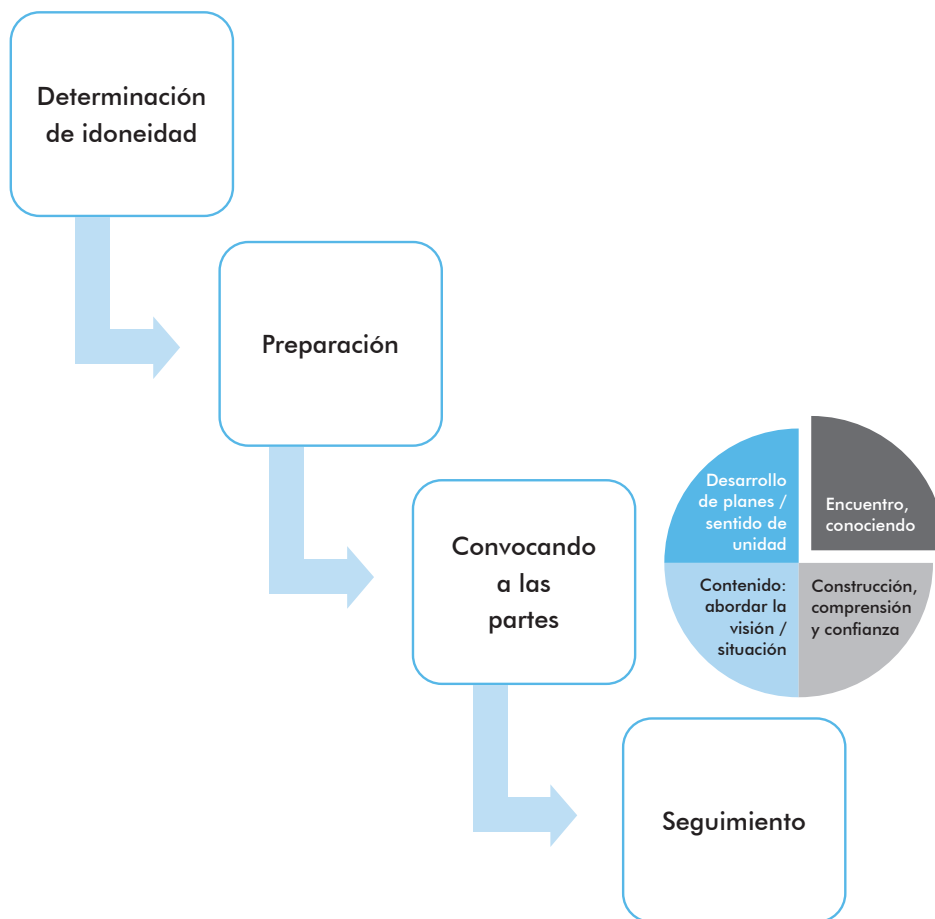 Determinación
de idoneidad
Preparación
Convocando
a las
partes
Desarrollo
de planes /
sentido de
unidad
Encuentro,
conociendo
Contenido:
abordar la
visión /
situación
Construcción,
comprensión
y confianza
Seguimiento